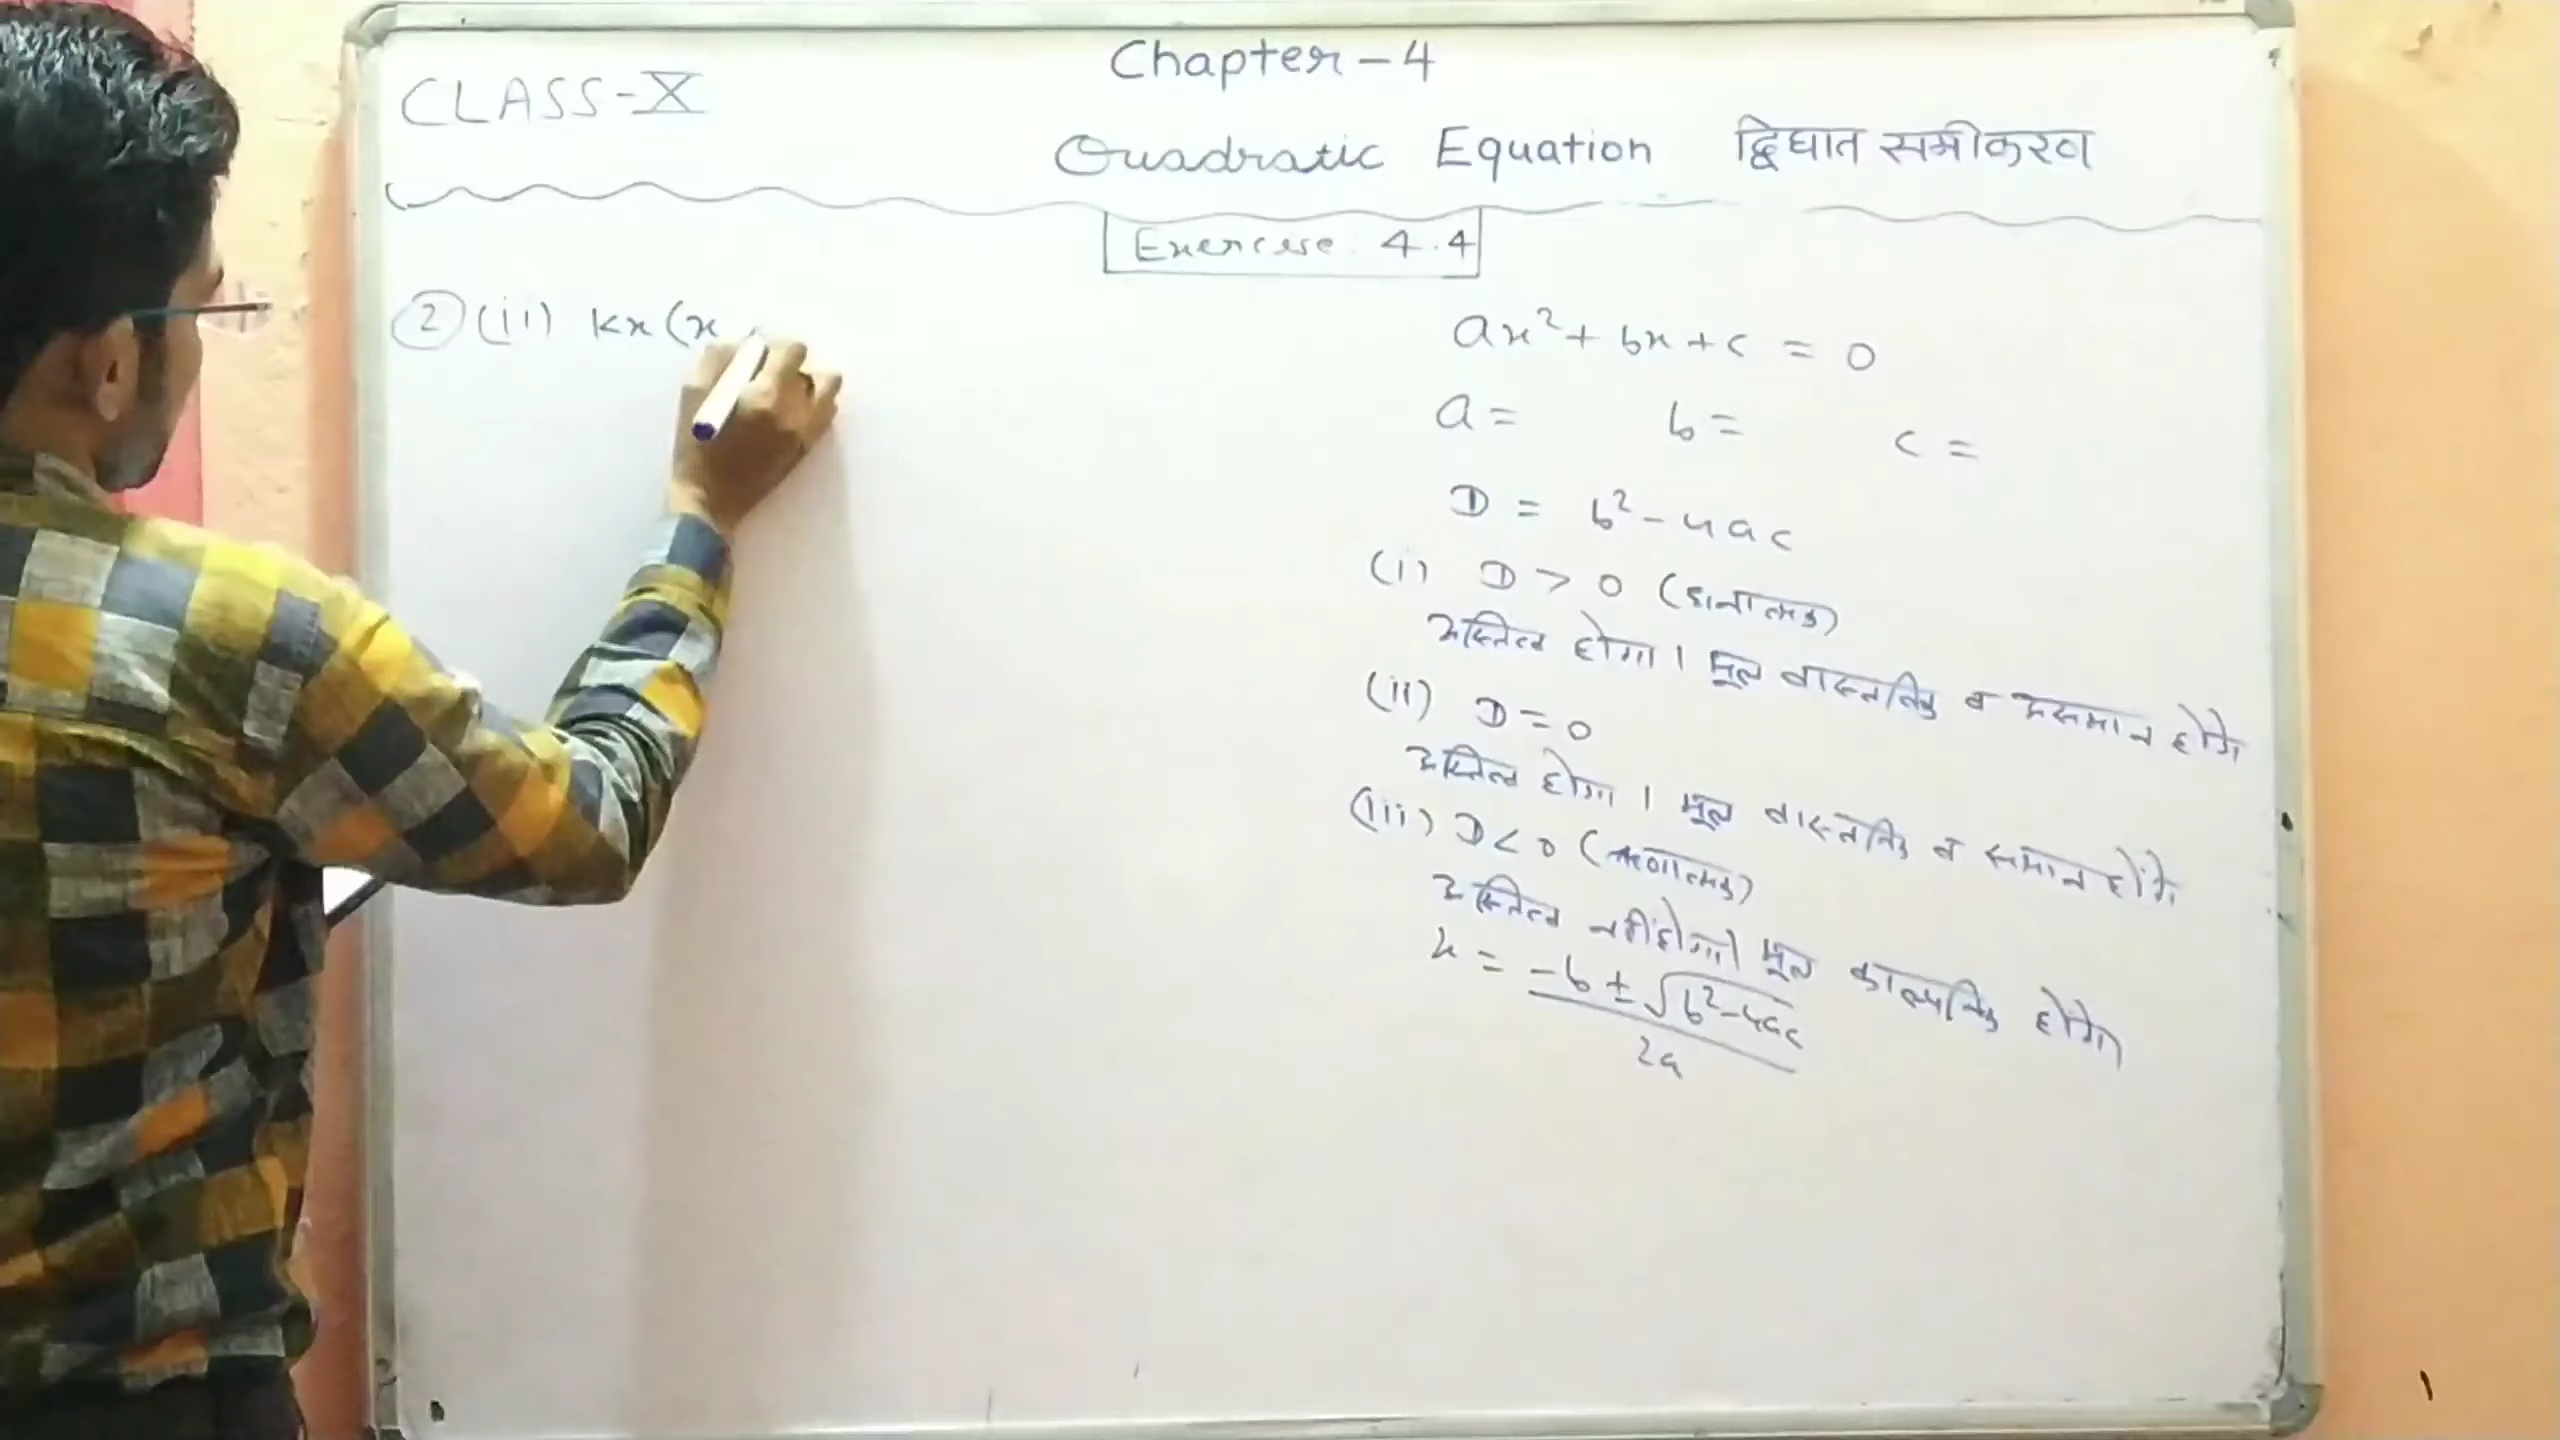 CLASS-X
Chapter-4
Quadratic Equation द्विघात समीकरण
Exercise: 4.4
2 (ii) kx(x
ax²+bx+c = 0
a= b= c=
D = b²-4ac
(i) D > 0 (धनात्मक)
अस्तित्व होगा। मूल वास्तविक व असमान होंगे
(ii) D=0
अस्तित्व होगा। मूल वास्तविक व समान होंगे
(iii) D<0 (ऋणात्मक)
अस्तित्व नहीं होगा। मूल काल्पनिक होंगे
x = -b ± √b²-4ac
2a